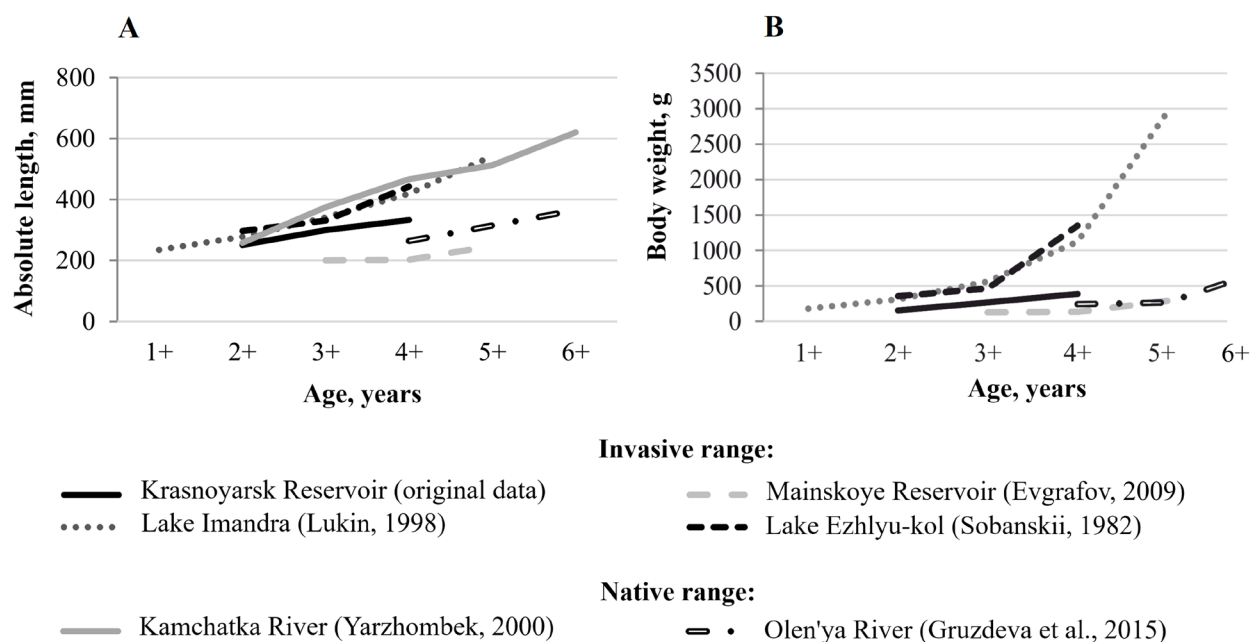 A
B
Absolute length, mm
800
600
400
200
0
1+ 2+ 3+ 4+ 5+ 6+
Age, years
Body weight, g
3500
3000
2500
2000
1500
1000
500
0
1+ 2+ 3+ 4+ 5+ 6+
Age, years
Invasive range:
Krasnoyarsk Reservoir (original data)
Mainskoye Reservoir (Evgrafov, 2009)
Lake Imandra (Lukin, 1998)
Lake Ezhlyu-kol (Sobanskii, 1982)
Native range:
Kamchatka River (Yarzhombek, 2000)
Olen'ya River (Gruzdeva et al., 2015)